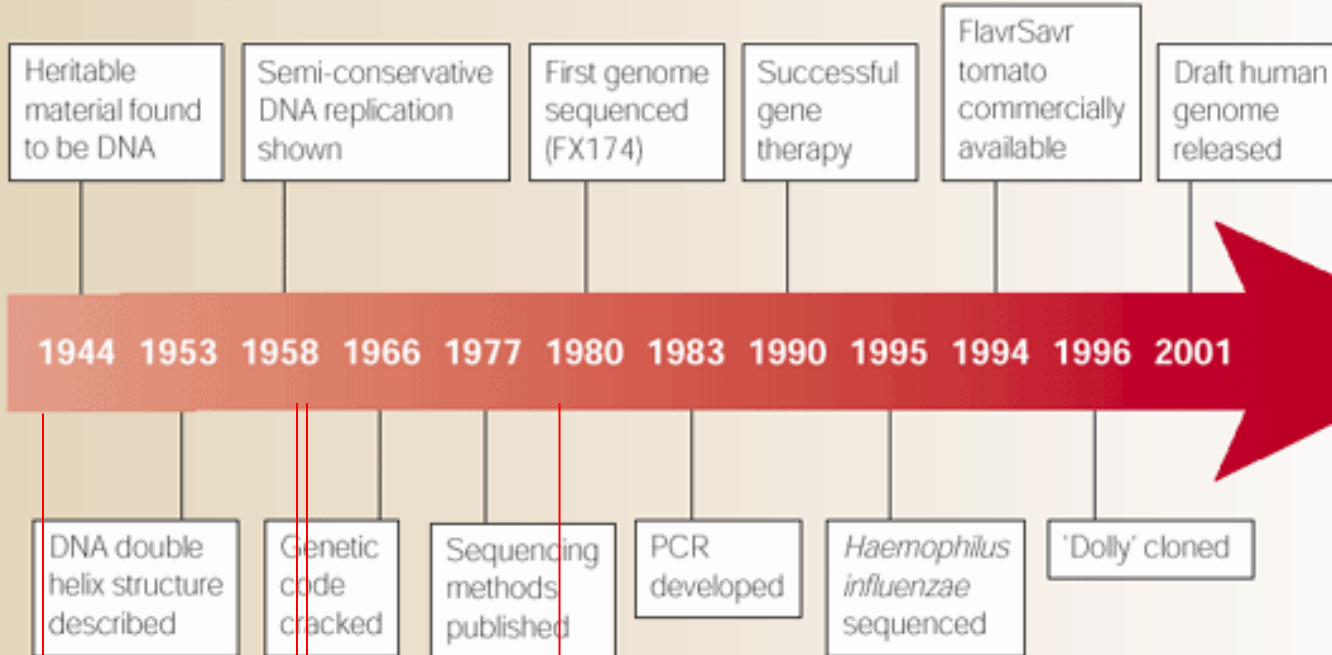 Heritable
material found
to be DNA
Semi-conservative
DNA replication
shown
First genome
sequenced
(FX174)
Successful
gene
therapy
FlavrSavr
tomato
commercially
available
Draft human
genome
released
1944 1953 1958 1966 1977 1980 1983 1990 1995 1994 1996 2001
DNA double
helix structure
described
Genetic
code
cracked
Sequencing
methods
published
PCR
developed
Haemophilus
influenzae
sequenced
'Dolly' cloned